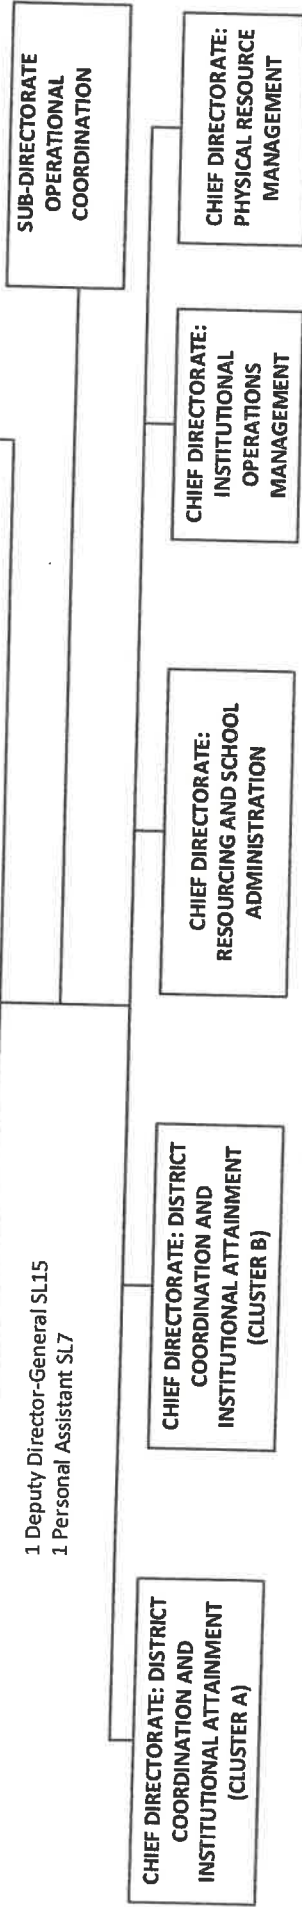 1 Deputy Director-General SL15
1 Personal Assistant SL7
SUB-DIRECTORATE
OPERATIONAL
COORDINATION
CHIEF DIRECTORATE: DISTRICT
COORDINATION AND
INSTITUTIONAL ATTAINMENT
(CLUSTER A)
CHIEF DIRECTORATE: DISTRICT
COORDINATION AND
INSTITUTIONAL ATTAINMENT
(CLUSTER B)
CHIEF DIRECTORATE:
RESOURCING AND SCHOOL
ADMINISTRATION
CHIEF DIRECTORATE:
INSTITUTIONAL
OPERATIONS
MANAGEMENT
CHIEF DIRECTORATE:
PHYSICAL RESOURCE
MANAGEMENT